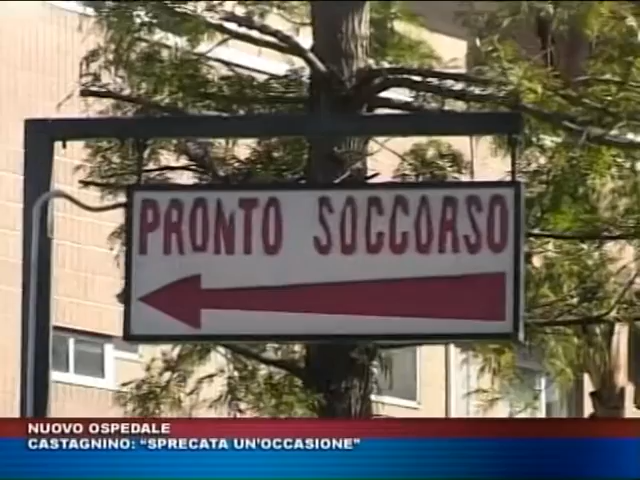 PRONTO SOCCORSO
NUOVO OSPEDALE
CASTAGNINO: "SPRECATA UN'OCCASIONE"